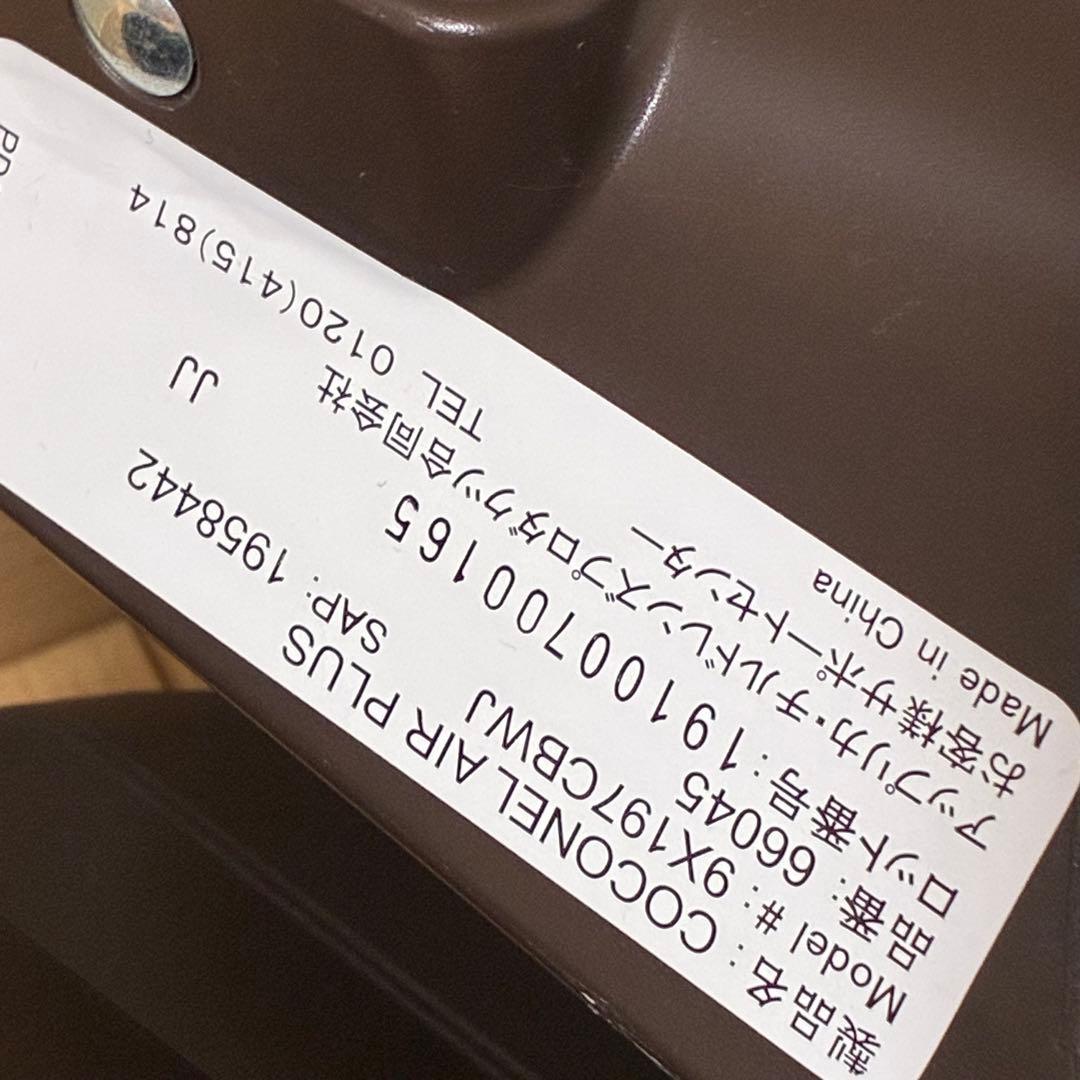 製品名: COCONEL AIR PLUS
Model #: 9X197CBWJ SAP: 1958442
品番: 66045 JJ
ロット番号: 19100700165
アップリカ・チルドレンズプロダクツ合同会社
お客様サポートセンター TEL 0120(415)814
Made in China